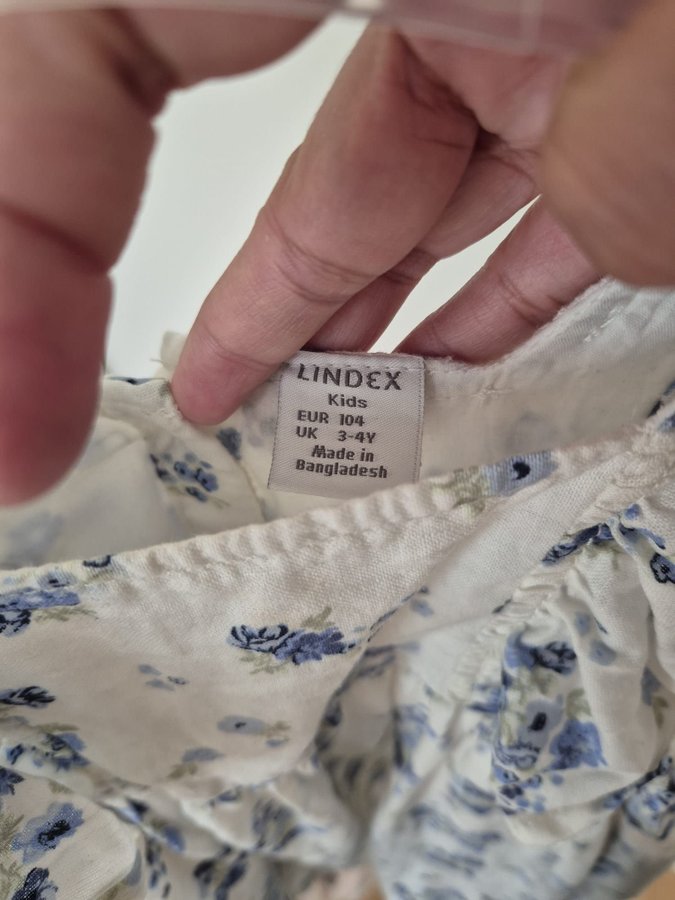 LINDEX
Kids
EUR 104
UK 3-4Y
Made in
Bangladesh